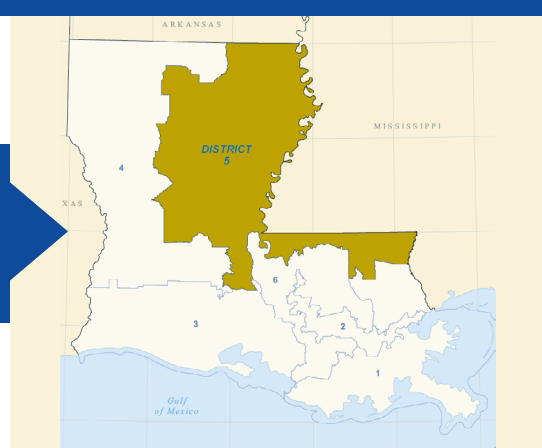 ARKANSAS
MISSISSIPPI
DISTRICT
5
4
XAS
6
3
2
1
Gulf
of Mexico